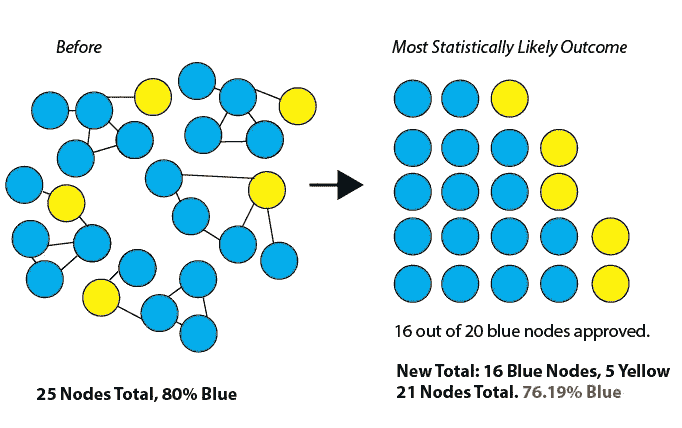 Before
Most Statistically Likely Outcome
16 out of 20 blue nodes approved.
New Total: 16 Blue Nodes, 5 Yellow
21 Nodes Total. 76.19% Blue
25 Nodes Total, 80% Blue